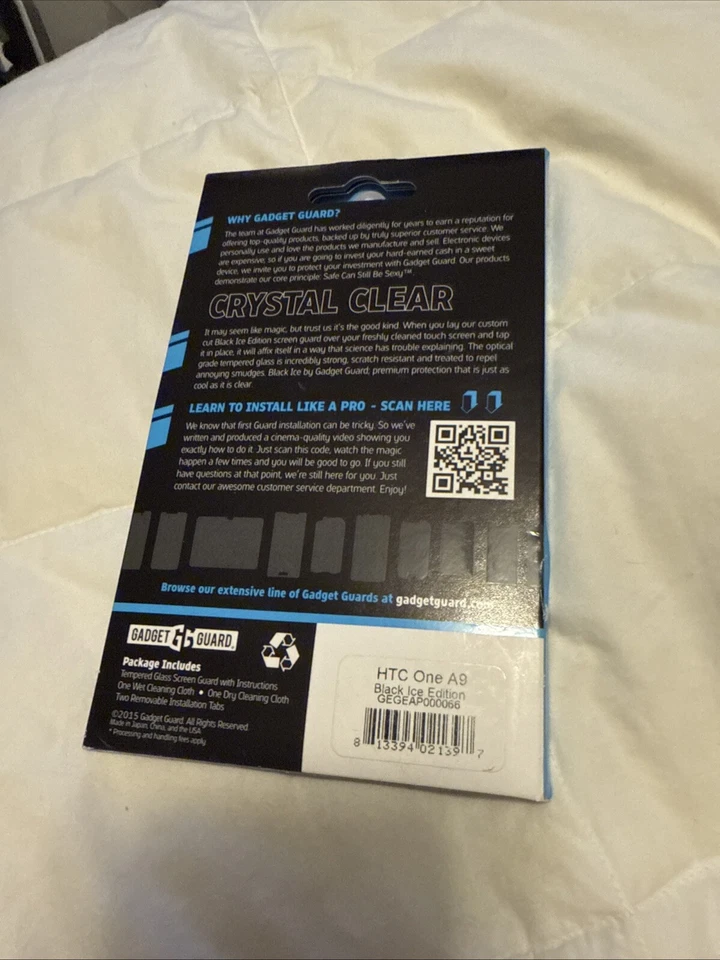 WHY GADGET GUARD?
The team at Gadget Guard has worked diligently for years to earn a reputation for
offering top-quality products, backed up by truly superior customer service. We
personally use and love the products we manufacture and sell. Electronic devices
are expensive, so if you are going to invest your hard-earned cash in a sweet
device, we invite you to protect your investment with Gadget Guard. Our products
demonstrate our core principle: Safe Can Still Be Sexy™
CRYSTAL CLEAR
It may seem like magic, but trust us it's the good kind. When you lay our custom
cut Black Ice Edition screen guard over your freshly cleaned touch screen and tap
it in place, it will affix itself in a way that science has trouble explaining. The optical
grade tempered glass is incredibly strong, scratch resistant and treated to repel
annoying smudges. Black Ice by Gadget Guard; premium protection that is just as
cool as it is clear.
LEARN TO INSTALL LIKE A PRO - SCAN HERE
We know that first Guard installation can be tricky. So we've
written and produced a cinema-quality video showing you
exactly how to do it. Just scan this code, watch the magic
happen a few times and you will be good to go. If you still
have questions at that point, we're still here for you. Just
contact our awesome customer service department. Enjoy!
Browse our extensive line of Gadget Guards at gadgetguard.com
GADGET GG GUARD
Package Includes
Tempered Glass Screen Guard with Instructions
One Wet Cleaning Cloth • One Dry Cleaning Cloth
Two Removable Installation Tabs
©2015 Gadget Guard. All Rights Reserved.
Made in Japan, China, and the USA
* Processing and handling fees apply
HTC One A9
Black Ice Edition
GEGEAP000066
8 13394 02139 7